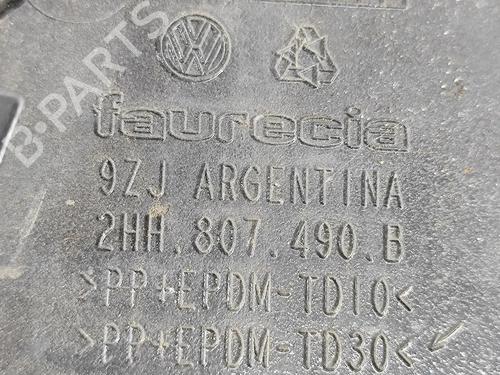 faurecia
9ZJ ARGENTINA
2HH.807.490.B
>PP+EPDM-TD10<
>PP+EPDM-TD30<
B-PARTS